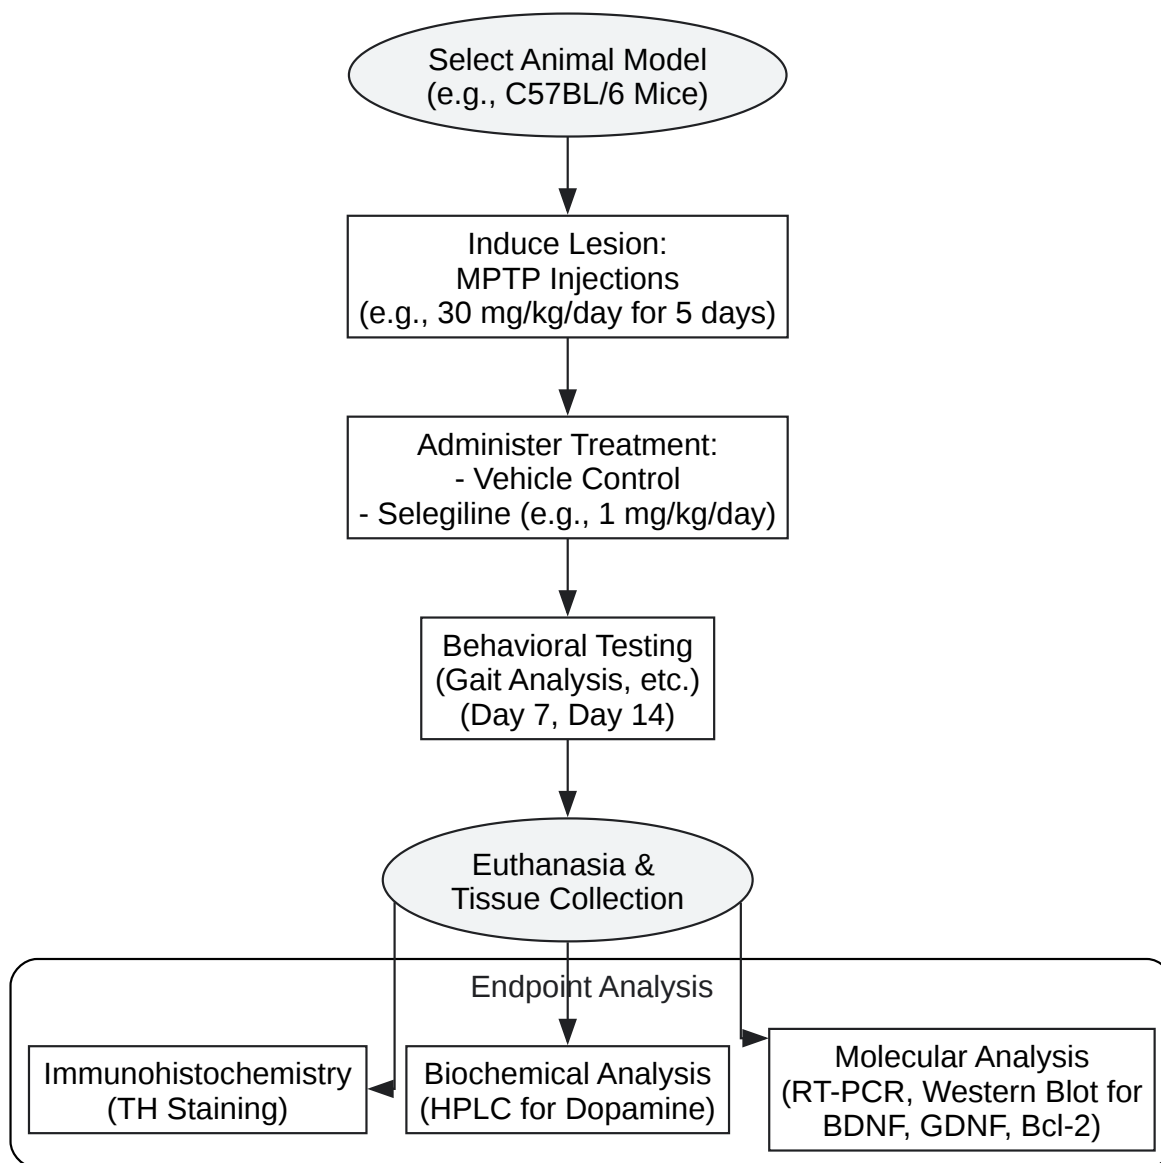 Select Animal Model
(e.g., C57BL/6 Mice)
Induce Lesion:
MPTP Injections
(e.g., 30 mg/kg/day for 5 days)
Administer Treatment:
- Vehicle Control
- Selegiline (e.g., 1 mg/kg/day)
Behavioral Testing
(Gait Analysis, etc.)
(Day 7, Day 14)
Euthanasia &
Tissue Collection
Endpoint Analysis
Immunohistochemistry
(TH Staining)
Biochemical Analysis
(HPLC for Dopamine)
Molecular Analysis
(RT-PCR, Western Blot for
BDNF, GDNF, Bcl-2)